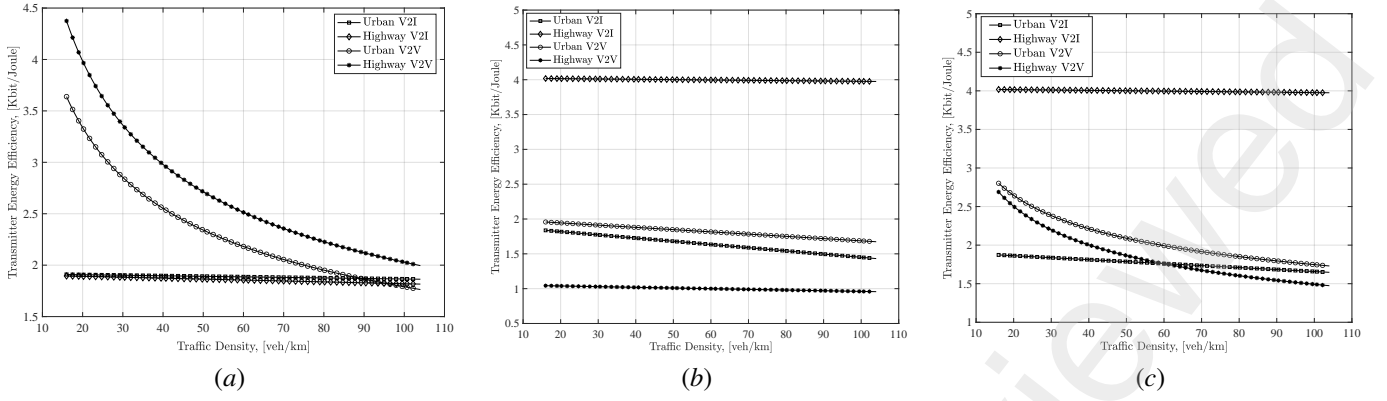 4.5
4
3.5
3
2.5
2
1.5
10 20 30 40 50 60 70 80 90 100 110
Transmitter Energy Efficiency, [Kbit/Joule]
Traffic Density, [veh/km]
Urban V2I
Highway V2I
Urban V2V
Highway V2V
(a)
5
4.5
4
3.5
3
2.5
2
1.5
1
0.5
10 20 30 40 50 60 70 80 90 100 110
Transmitter Energy Efficiency, [Kbit/Joule]
Traffic Density, [veh/km]
Urban V2I
Highway V2I
Urban V2V
Highway V2V
(b)
5
4.5
4
3.5
3
2.5
2
1.5
1
10 20 30 40 50 60 70 80 90 100 110
Transmitter Energy Efficiency, [Kbit/Joule]
Traffic Density, [veh/km]
Urban V2I
Highway V2I
Urban V2V
Highway V2V
(c)
iewed